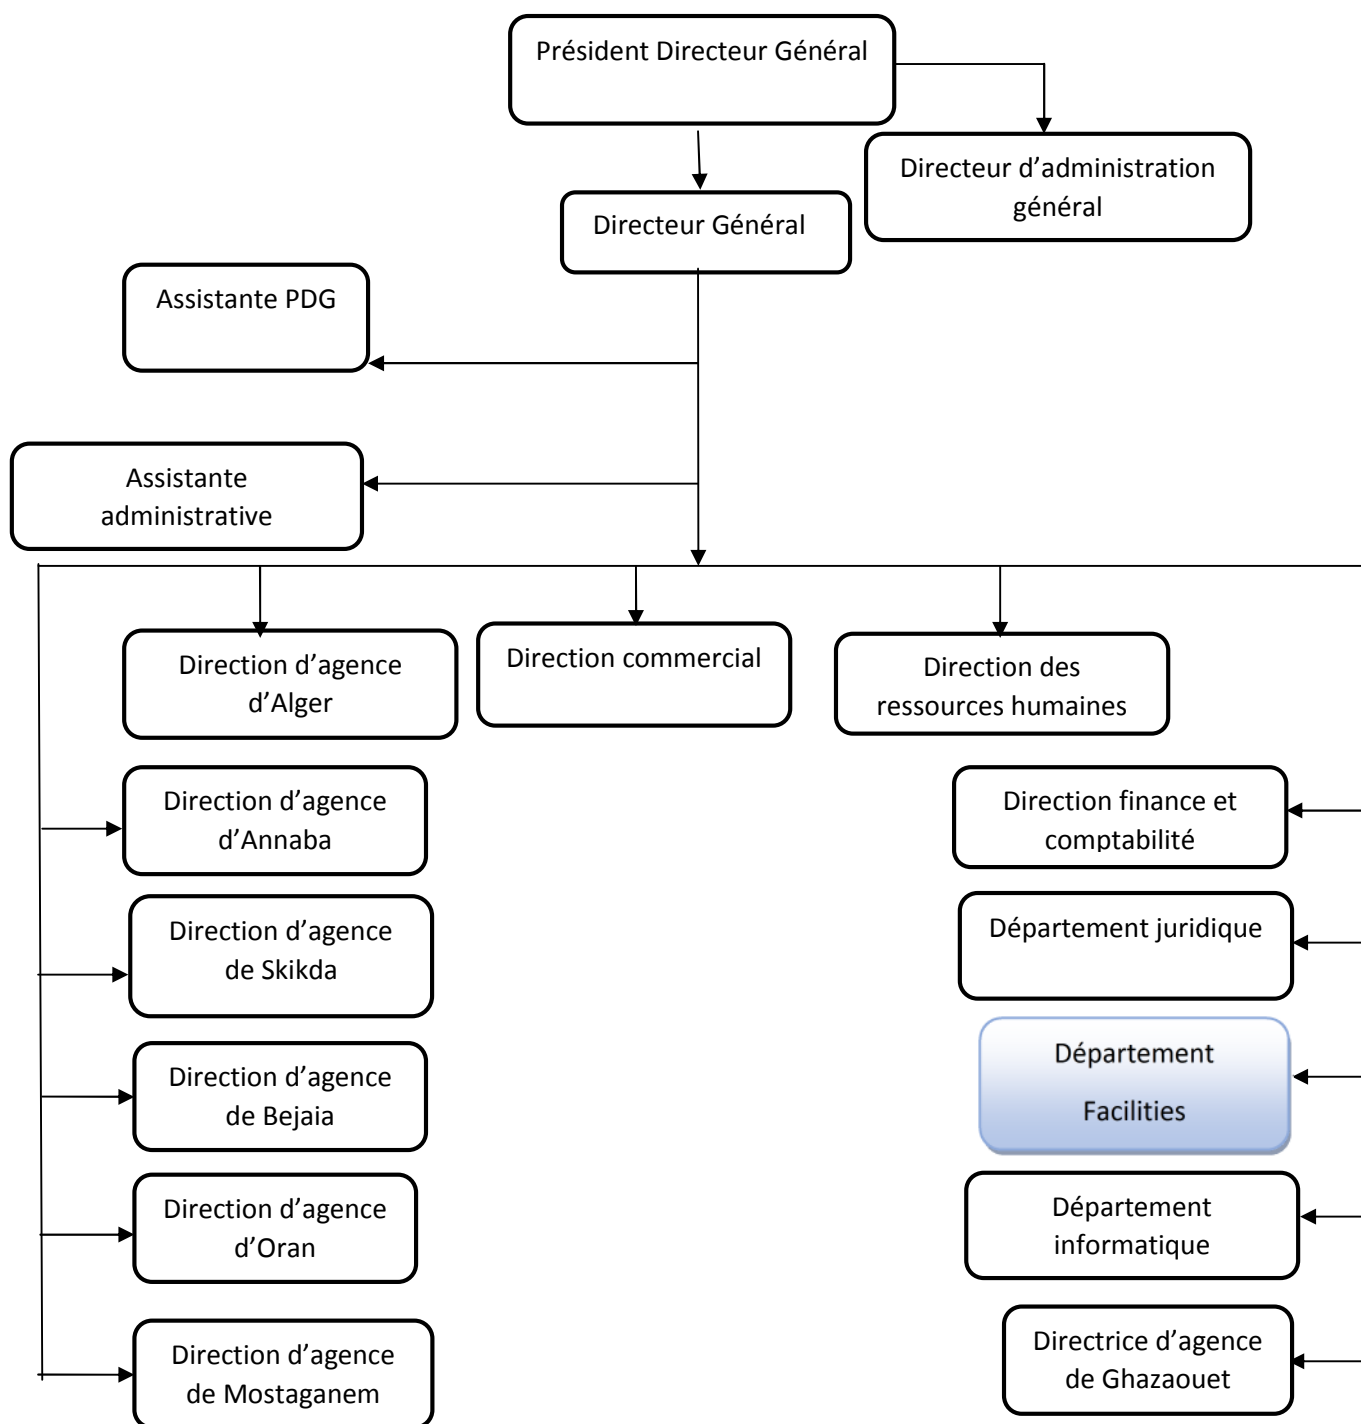 Président Directeur Général
Directeur d’administration
général
Directeur Général
Assistante PDG
Assistante
administrative
Direction d’agence
d’Alger
Direction commercial
Direction des
ressources humaines
Direction d’agence
d’Annaba
Direction finance et
comptabilité
Direction d’agence
de Skikda
Département juridique
Direction d’agence
de Bejaia
Département
Facilities
Direction d’agence
d’Oran
Département
informatique
Direction d’agence
de Mostaganem
Directrice d’agence
de Ghazaouet